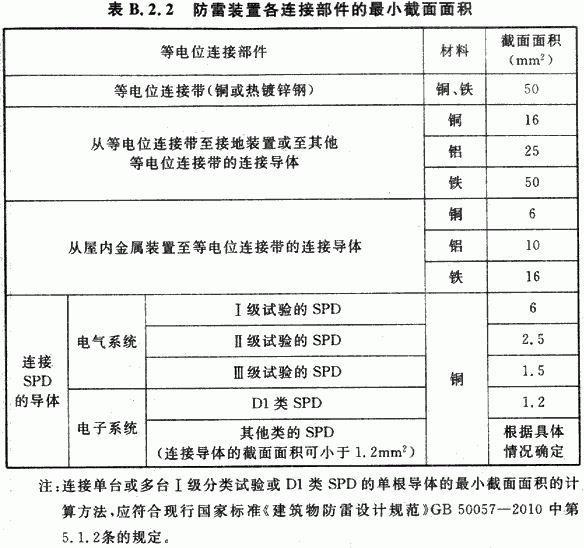 表 B.2.2 防雷装置各连接部件的最小截面面积
等电位连接部件 材料 截面面积（mm²）
等电位连接带(铜或热镀锌钢) 铜、铁 50
从等电位连接带至接地装置或至其他
等电位连接带的连接导体
铜 16
铝 25
铁 50
从屋内金属装置至等电位连接带的连接导体
铜 6
铝 10
铁 16
连接
SPD
的导体
电气系统
Ⅰ级试验的 SPD
铜
6
Ⅱ级试验的 SPD 2.5
Ⅲ级试验的 SPD 1.5
电子系统
D1 类 SPD 1.2
其他类的 SPD
(连接导体的截面面积可小于 1.2mm²)
根据具体
情况确定
注:连接单台或多台Ⅰ级分类试验或 D1 类 SPD 的单根导体的最小截面面积的计
算方法,应符合现行国家标准《建筑物防雷设计规范》GB 50057—2010 中第
5.1.2条的规定。